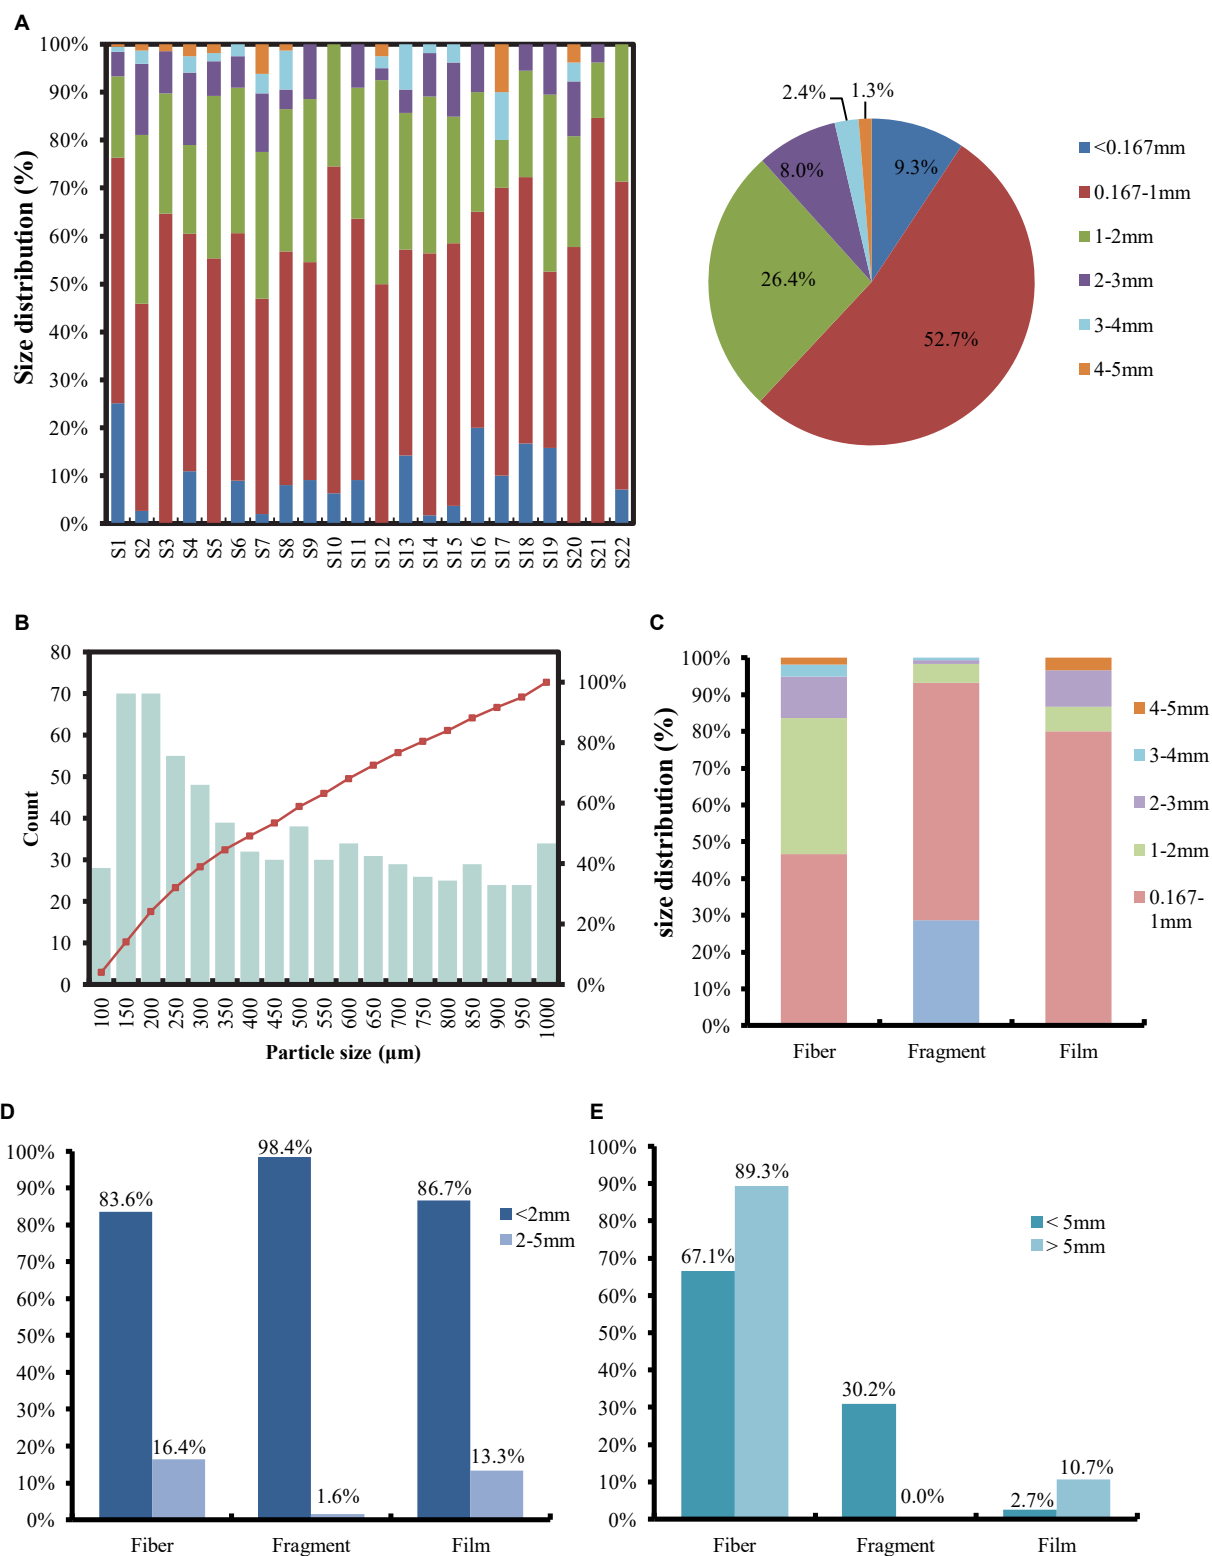 A
100%
90%
80%
70%
60%
50%
40%
30%
20%
10%
0%
Size distribution (%)
S1 S2 S3 S4 S5 S6 S7 S8 S9 S10 S11 S12 S13 S14 S15 S16 S17 S18 S19 S20 S21 S22
2.4% 1.3%
8.0% 9.3%
26.4%
52.7%
<0.167mm
0.167-1mm
1-2mm
2-3mm
3-4mm
4-5mm
B
80
70
60
50
40
30
20
10
0
Count
100%
80%
60%
40%
20%
0%
100 150 200 250 300 350 400 450 500 550 600 650 700 750 800 850 900 950 1000
Particle size (μm)
C
100%
90%
80%
70%
60%
50%
40%
30%
20%
10%
0%
size distribution (%)
Fiber Fragment Film
4-5mm
3-4mm
2-3mm
1-2mm
0.167-
1mm
D
100%
90%
80%
70%
60%
50%
40%
30%
20%
10%
0%
83.6% 98.4% 86.7%
16.4% 1.6% 13.3%
<2mm
2-5mm
Fiber Fragment Film
E
100%
90%
80%
70%
60%
50%
40%
30%
20%
10%
0%
67.1% 89.3%
30.2% 0.0%
2.7% 10.7%
< 5mm
> 5mm
Fiber Fragment Film